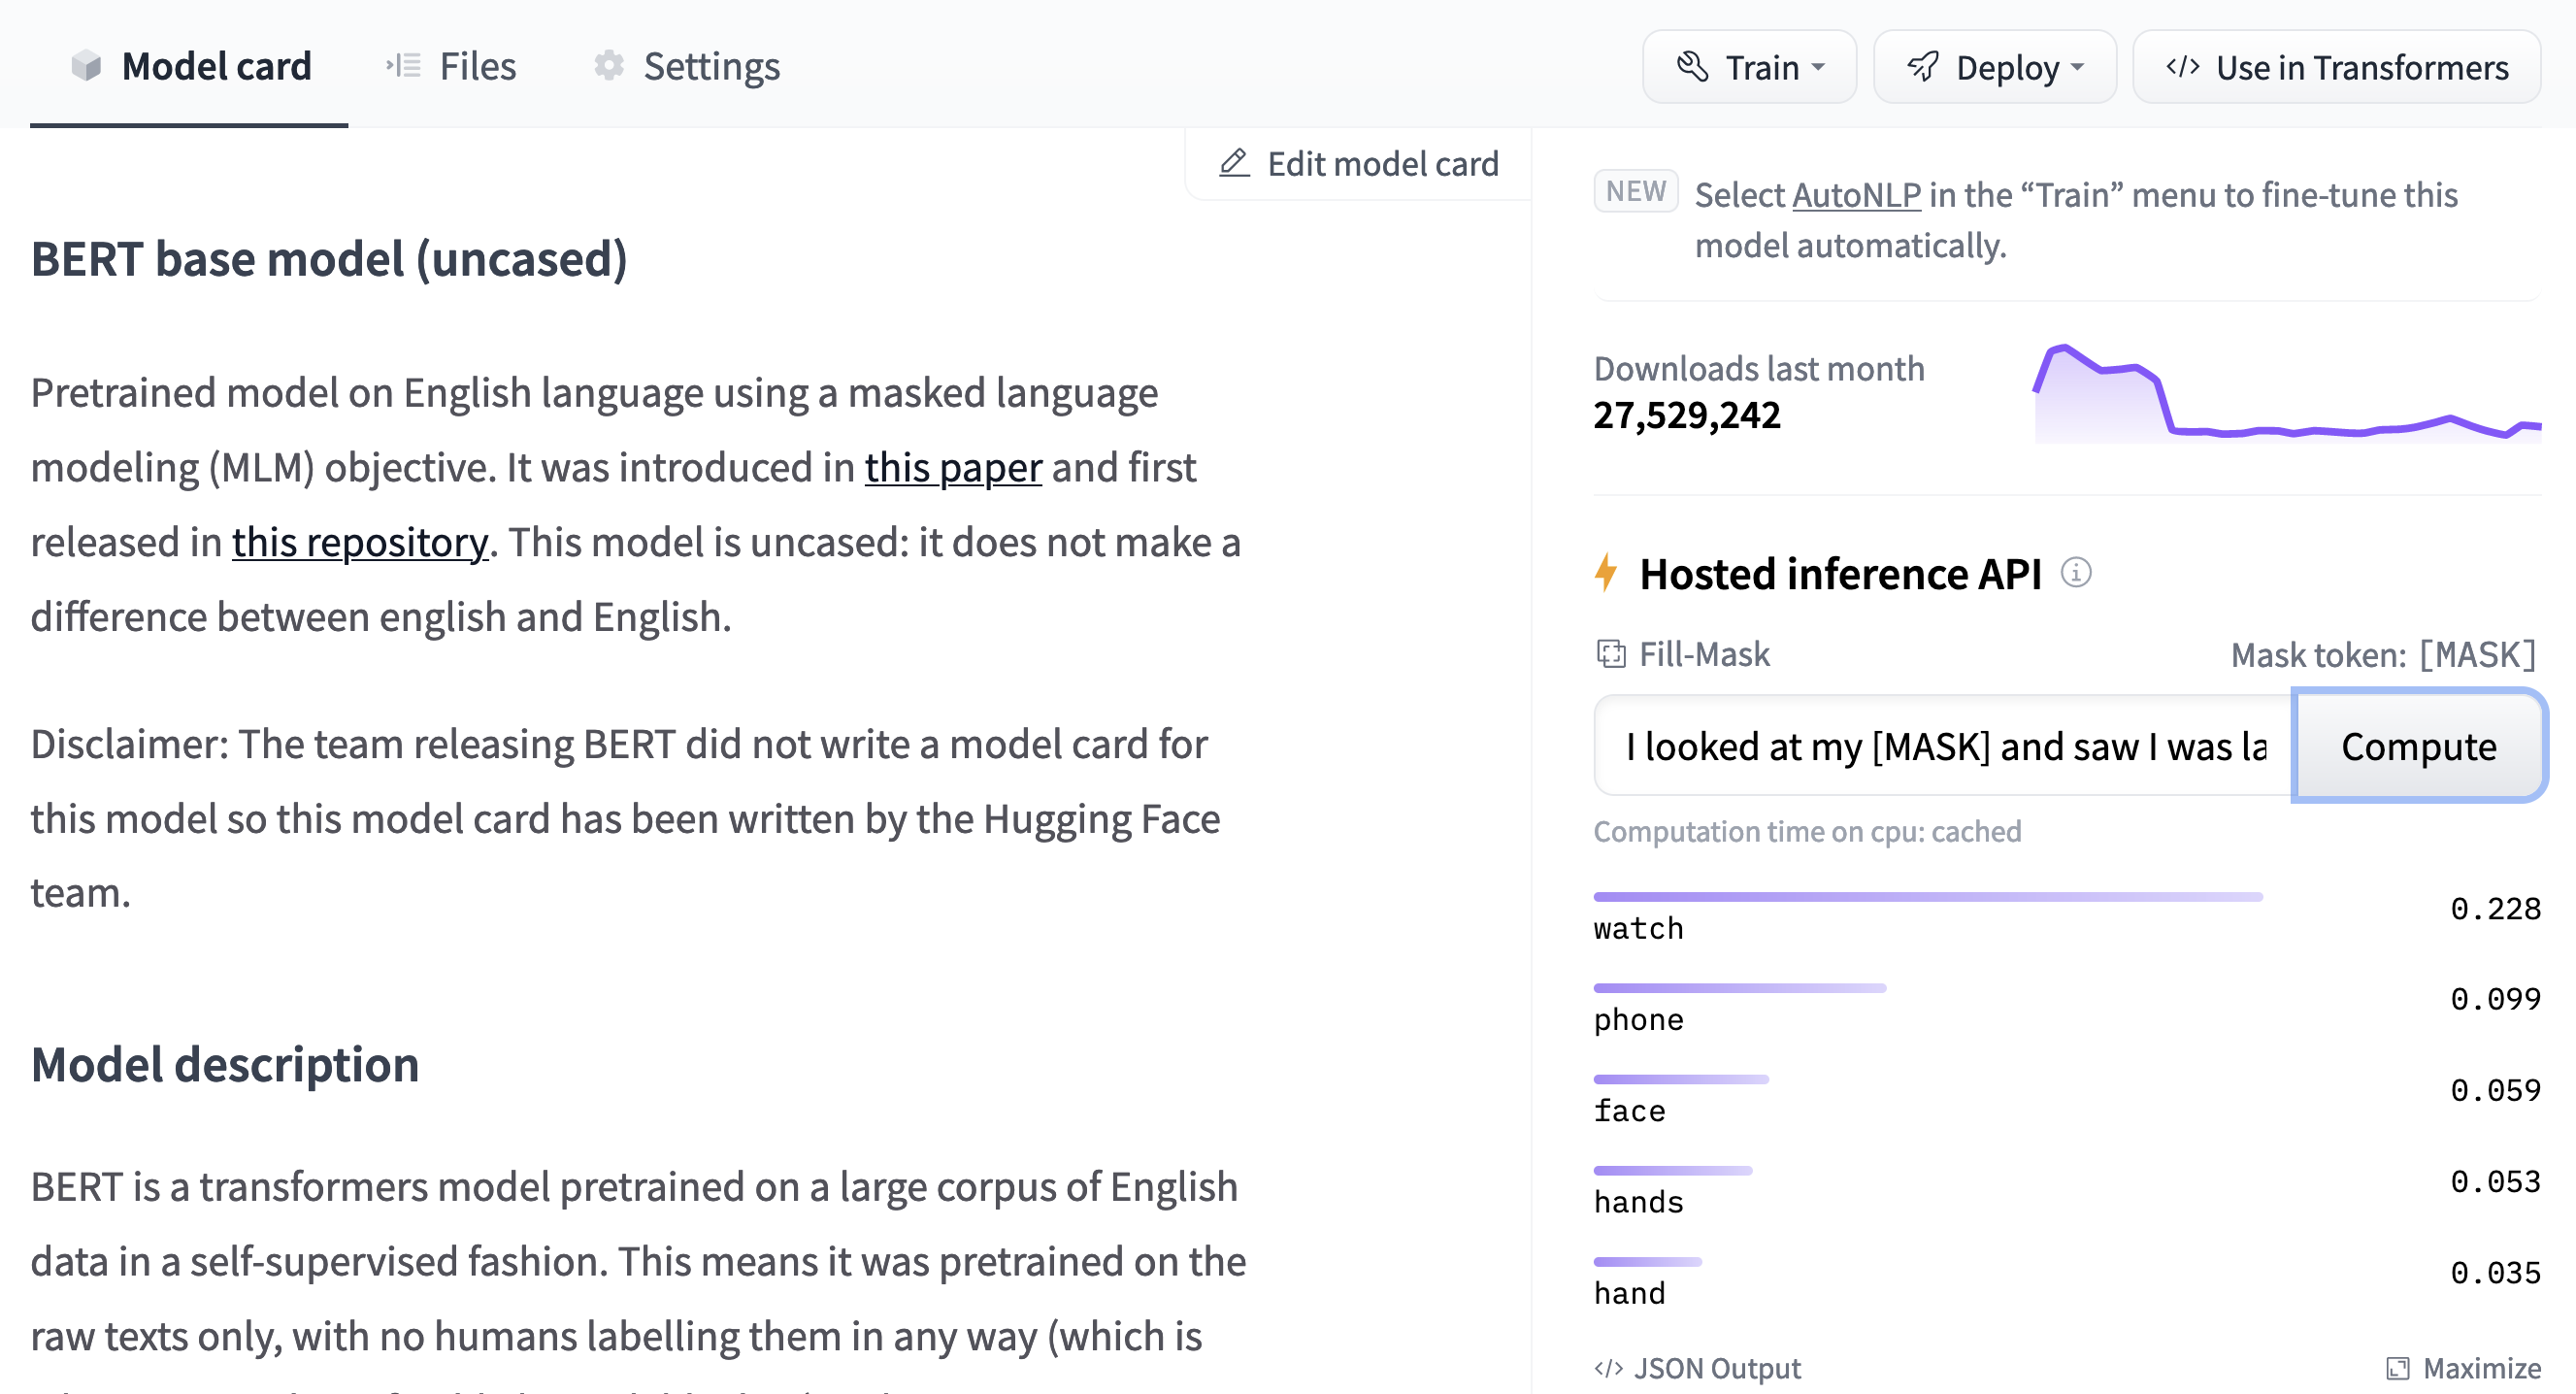 Model card Files Settings Train Deploy </> Use in Transformers
Edit model card
BERT base model (uncased)
Pretrained model on English language using a masked language
modeling (MLM) objective. It was introduced in this paper and first
released in this repository. This model is uncased: it does not make a
difference between english and English.
Disclaimer: The team releasing BERT did not write a model card for
this model so this model card has been written by the Hugging Face
team.
Model description
BERT is a transformers model pretrained on a large corpus of English
data in a self-supervised fashion. This means it was pretrained on the
raw texts only, with no humans labelling them in any way (which is
NEW Select AutoNLP in the “Train” menu to fine-tune this
model automatically.
Downloads last month
27,529,242
Hosted inference API
Fill-Mask Mask token: [MASK]
I looked at my [MASK] and saw I was la Compute
Computation time on cpu: cached
watch 0.228
phone 0.099
face 0.059
hands 0.053
hand 0.035
</> JSON Output Maximize